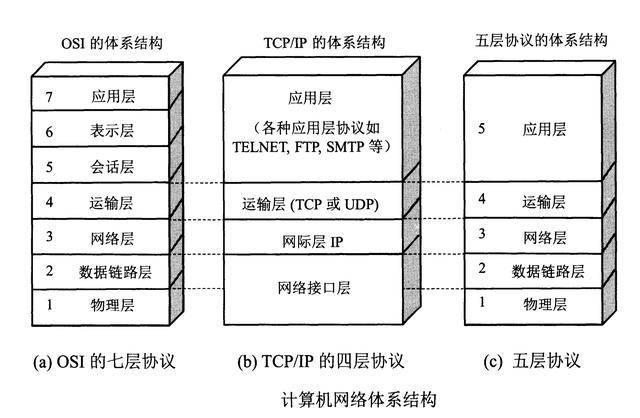 OSI 的体系结构
7 应用层
6 表示层
5 会话层
4 运输层
3 网络层
2 数据链路层
1 物理层
(a) OSI 的七层协议
TCP/IP 的体系结构
应用层
（各种应用层协议如
TELNET, FTP, SMTP 等）
运输层 (TCP 或 UDP)
网际层 IP
网络接口层
(b) TCP/IP 的四层协议
五层协议的体系结构
5 应用层
4 运输层
3 网络层
2 数据链路层
1 物理层
(c) 五层协议
计算机网络体系结构